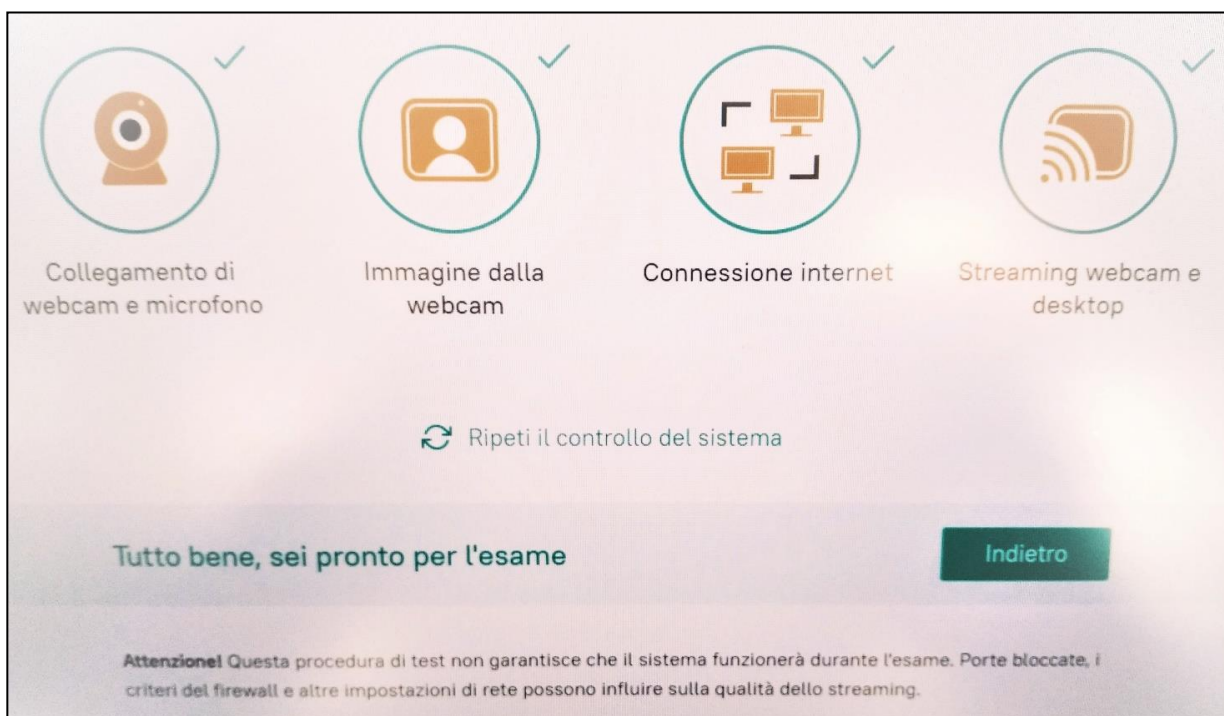 Collegamento di
webcam e microfono
Immagine dalla
webcam
Connessione internet
Streaming webcam e
desktop
Ripeti il controllo del sistema
Tutto bene, sei pronto per l'esame
Indietro
Attenzione! Questa procedura di test non garantisce che il sistema funzionerà durante l'esame. Porte bloccate, i
criteri del firewall e altre impostazioni di rete possono influire sulla qualità dello streaming.